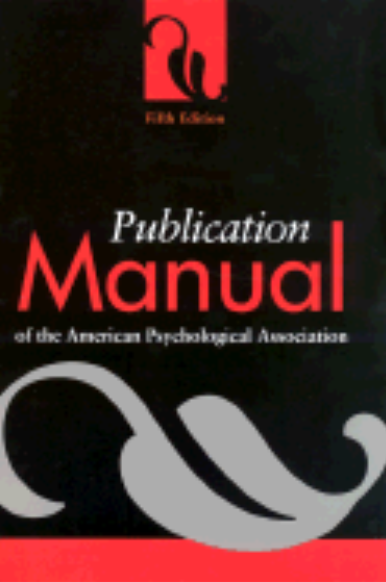 Fifth Edition
Publication
Manual
of the American Psychological Association